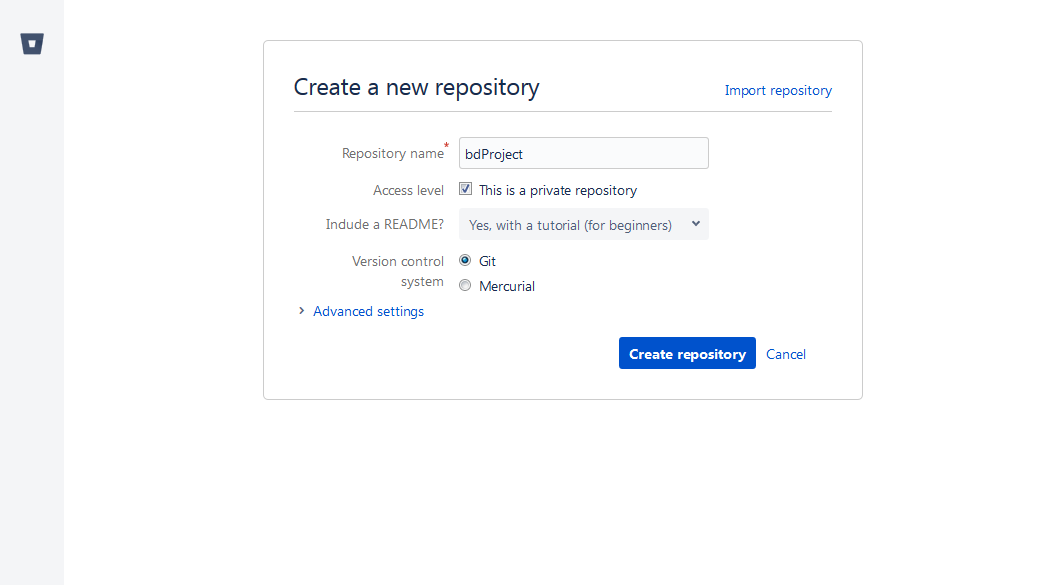 Create a new repository
Import repository
Repository name*
bdProject
Access level
This is a private repository
Include a README?
Yes, with a tutorial (for beginners)
Version control
system
Git
Mercurial
Advanced settings
Create repository
Cancel